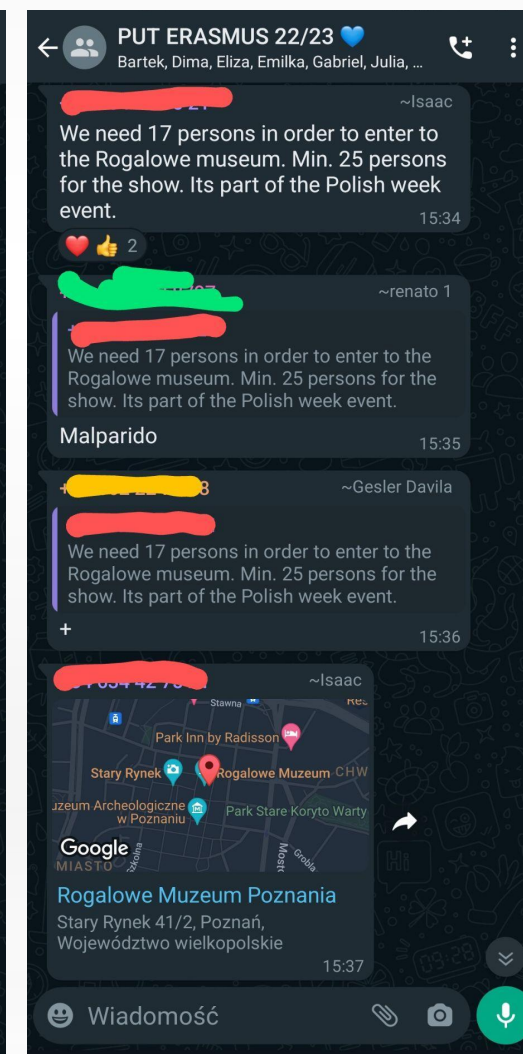 PUT ERASMUS 22/23 💙
Bartek, Dima, Eliza, Emilka, Gabriel, Julia, ...
~Isaac
We need 17 persons in order to enter to
the Rogalowe museum. Min. 25 persons
for the show. Its part of the Polish week
event.
15:34
❤️👍 2
~renato 1
We need 17 persons in order to enter to the
Rogalowe museum. Min. 25 persons for the
show. Its part of the Polish week event.
Malparido
15:35
~Gesler Davila
We need 17 persons in order to enter to the
Rogalowe museum. Min. 25 persons for the
show. Its part of the Polish week event.
+
15:36
~Isaac
Stawna
Park Inn by Radisson
Stary Rynek
Rogalowe Muzeum
CHW
uzeum Archeologiczne
w Poznaniu
Park Stare Koryto Warty
Google
MIASTO
Szkolna
Mosto
Grobla
Rogalowe Muzeum Poznania
Stary Rynek 41/2, Poznań,
Województwo wielkopolskie
15:37
Wiadomość